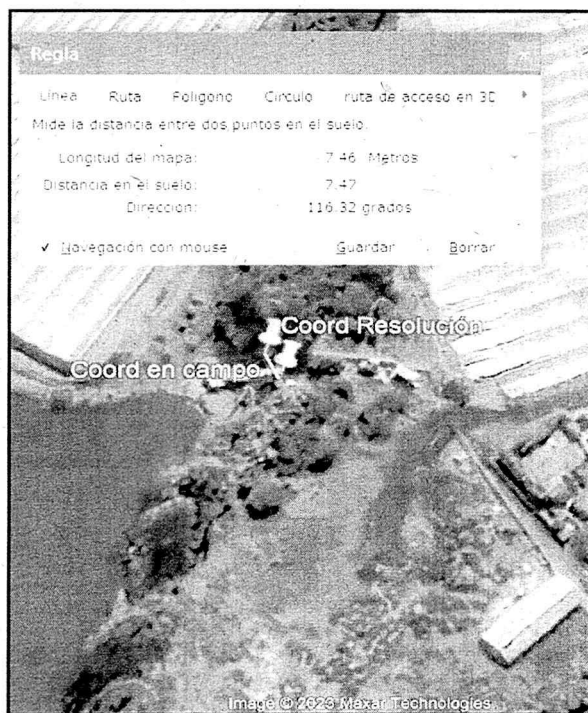 Regla
Línea Ruta Polígono Círculo ruta de acceso en 3D
Mide la distancia entre dos puntos en el suelo.
Longitud del mapa: 7.46 Metros
Distancia en el suelo: 7.47
Dirección: 116.32 grados
✓ Navegación con mouse Guardar Borrar
Coord Resolución
Coord en campo
Image © 2023 Maxar Technologies